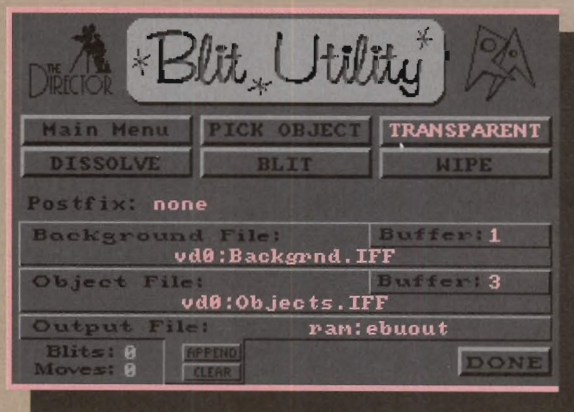 THE DIRECTOR
Blit Utility
Main Menu PICK OBJECT TRANSPARENT
DISSOLVE BLIT WIPE
Postfix: none
Background File: Buffer: 1
vd0:Backgrnd.IFF
Object File: Buffer: 3
vd0:Objects.IFF
Output File: ram:ebuout
Blits: 0 APPEND
Moves: 0 CLEAR DONE